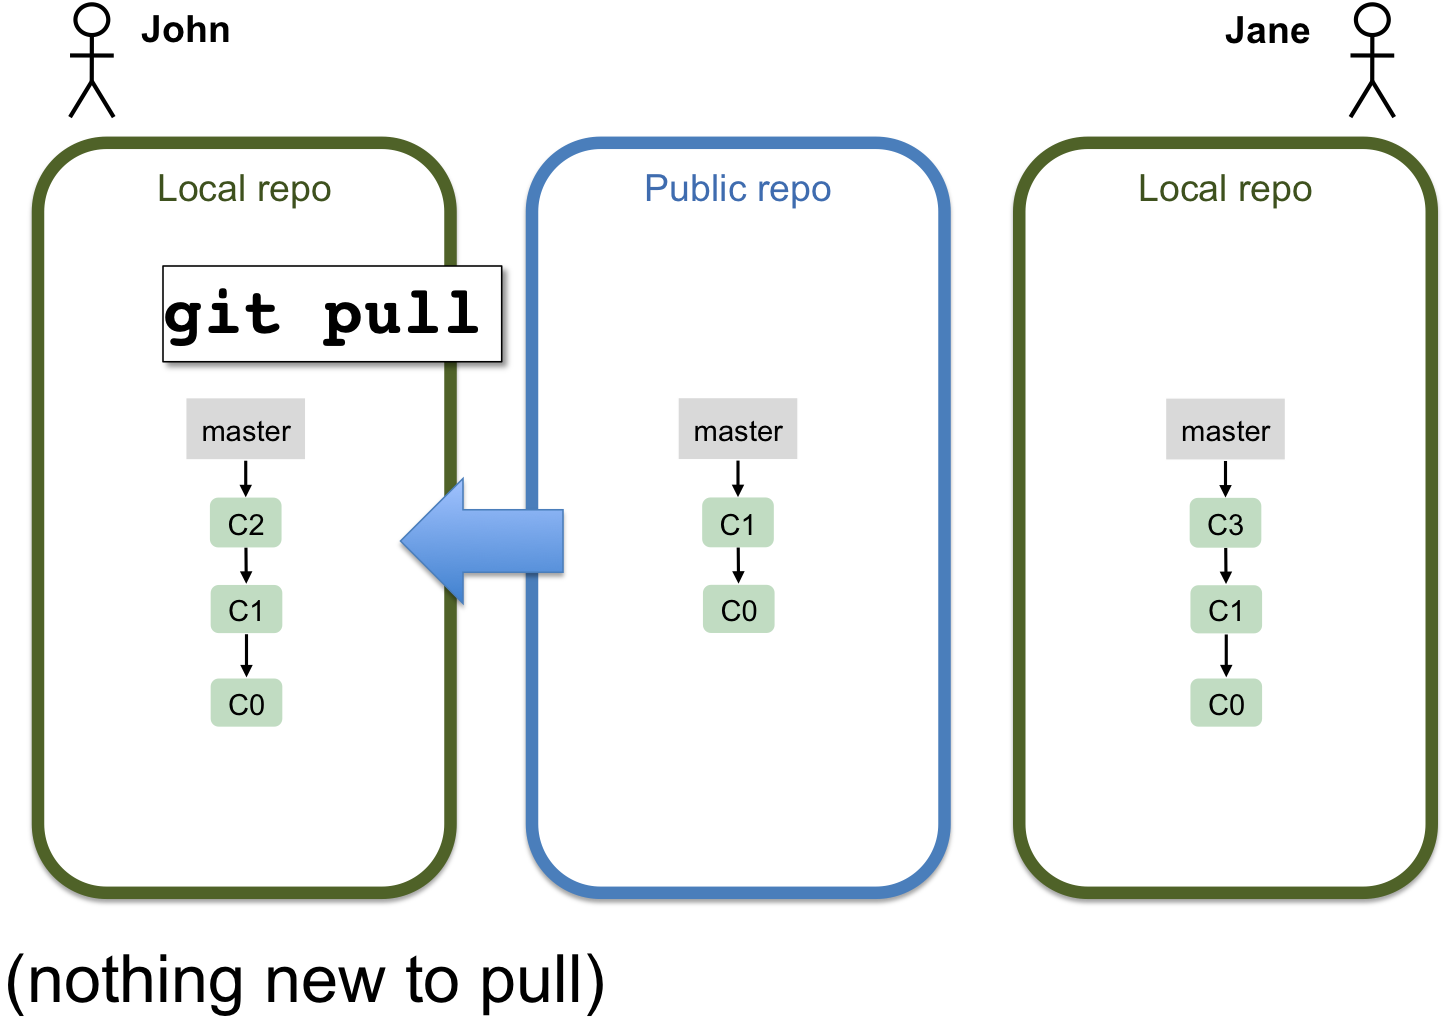 John
Jane
Local repo
Public repo
Local repo
git pull
master
C2
C1
C0
master
C1
C0
master
C3
C1
C0
(nothing new to pull)